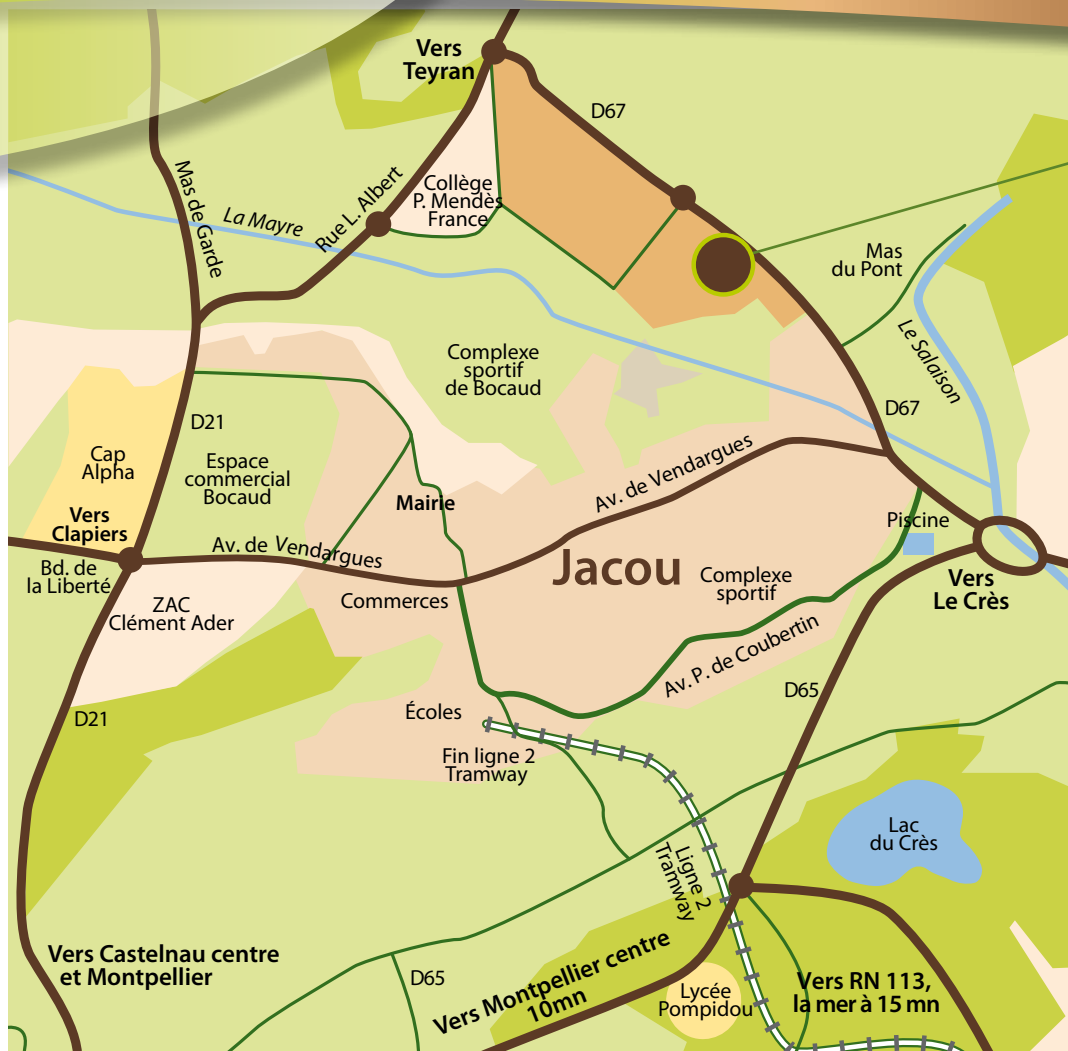 Vers
Teyran
D67
Mas de Garde
La Mayre
Rue L. Albert
Collège
P. Mendès
France
Mas
du Pont
Le Salaison
Complexe
sportif
de Bocaud
D67
D21
Cap
Alpha
Espace
commercial
Bocaud
Mairie
Av. de Vendargues
Vers
Clapiers
Av. de Vendargues
Piscine
Bd. de
la Liberté
Jacou
Complexe
sportif
Vers
Le Crès
ZAC
Clément Ader
Commerces
Av. P. de Coubertin
D65
D21
Écoles
Fin ligne 2
Tramway
Lac
du Crès
Ligne 2
Tramway
Vers Castelnau centre
et Montpellier
D65
Vers Montpellier centre
10mn
Lycée
Pompidou
Vers RN 113,
la mer à 15 mn